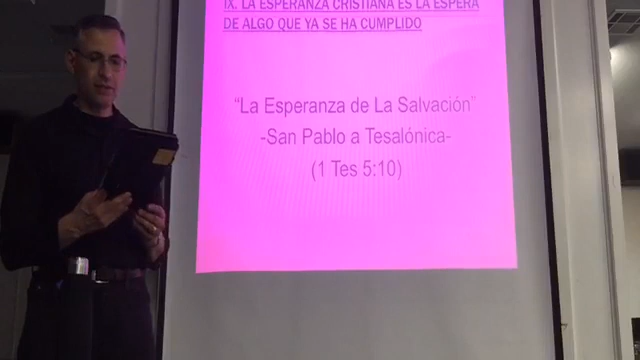 IX. LA ESPERANZA CRISTIANA ES LA ESPERA
DE ALGO QUE YA SE HA CUMPLIDO
“La Esperanza de La Salvación”
-San Pablo a Tesalónica-
(1 Tes 5:10)